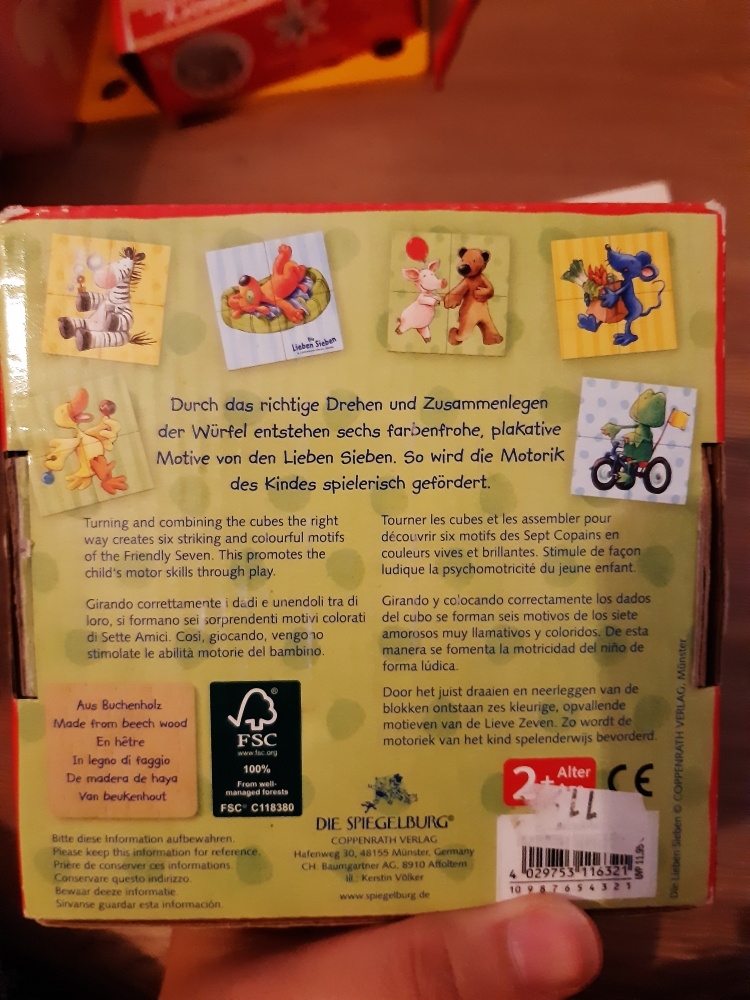 Die
Lieben Sieben
Durch das richtige Drehen und Zusammenlegen
der Würfel entstehen sechs farbenfrohe, plakative
Motive von den Lieben Sieben. So wird die Motorik
des Kindes spielerisch gefördert.
Turning and combining the cubes the right
way creates six striking and colourful motifs
of the Friendly Seven. This promotes the
child's motor skills through play.
Tourner les cubes et les assembler pour
découvrir six motifs des Sept Copains en
couleurs vives et brillantes. Stimule de façon
ludique la psychomotricité du jeune enfant.
Girando correttamente i dadi e unendoli tra di
loro, si formano sei sorprendenti motivi colorati
di Sette Amici. Così, giocando, vengono
stimolate le abilità motorie del bambino.
Girando y colocando correctamente los dados
del cubo se forman seis motivos de los siete
amorosos muy llamativos y coloridos. De esta
manera se fomenta la motricidad del niño de
forma lúdica.
Door het juist draaien en neerleggen van de
blokken ontstaan zes kleurige, opvallende
motieven van de Lieve Zeven. Zo wordt de
motoriek van het kind spelenderwijs bevorderd.
Aus Buchenholz
Made from beech wood
En hêtre
In legno di faggio
De madera de haya
Van beukenhout
®
FSC
www.fsc.org
100%
From well-
managed forests
FSC® C118380
DIE SPIEGELBURG®
COPPENRATH VERLAG
Hafenweg 30, 48155 Münster, Germany
CH: Baumgartner AG, 8910 Affoltern
Ill.: Kerstin Völker
www.spiegelburg.de
2+ Alter
CE
4 029753 116321
UVP 11,95
10 9 8 7 6 5 4 3 2 1
Bitte diese Information aufbewahren.
Please keep this information for reference.
Prière de conserver ces informations.
Conservare questo indirizzo.
Bewaar deeze informatie.
Sirvanse guardar esta información.
Die Lieben Sieben © COPPENRATH VERLAG, Münster